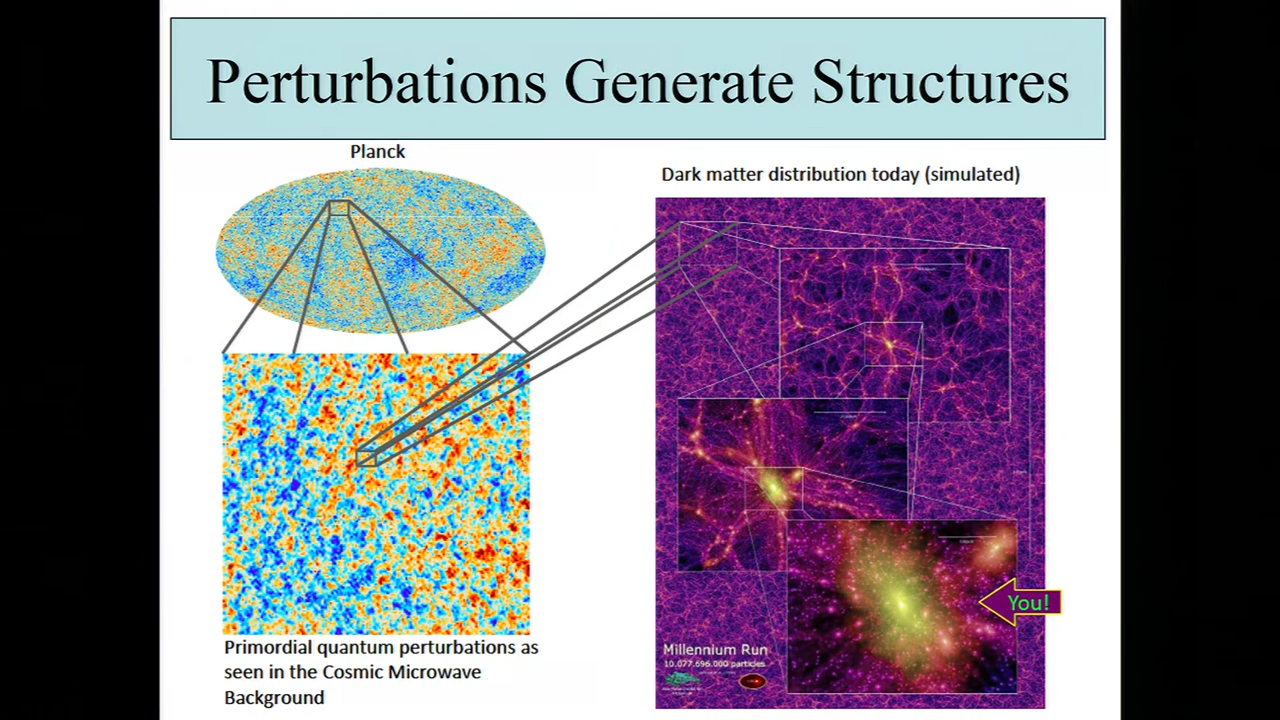 Perturbations Generate Structures
Planck
Dark matter distribution today (simulated)
You!
Primordial quantum perturbations as
seen in the Cosmic Microwave
Background
Millennium Run
10.077.696.000 particles